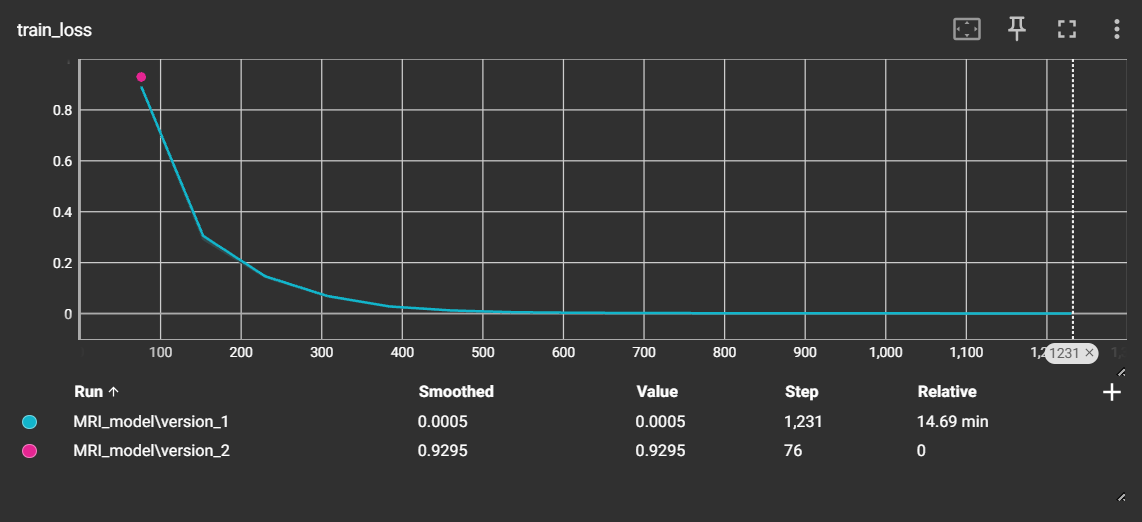 train_loss
0.8
0.6
0.4
0.2
0
100 200 300 400 500 600 700 800 900 1,000 1,100 1,2 1231 ×
Run ↑ Smoothed Value Step Relative
MRI_model\version_1 0.0005 0.0005 1,231 14.69 min
MRI_model\version_2 0.9295 0.9295 76 0